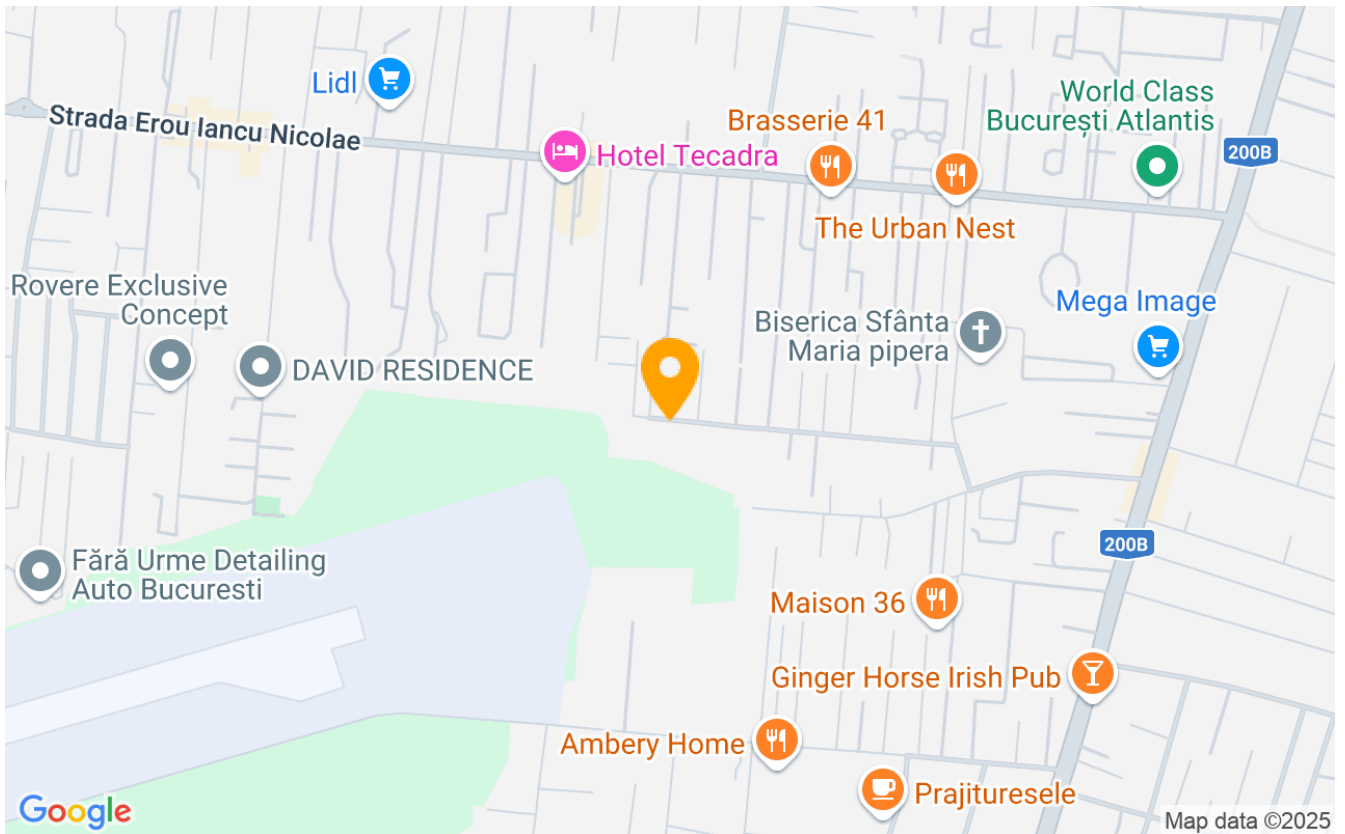 Lidl
Strada Erou Iancu Nicolae
Hotel Tecadra
Brasserie 41
The Urban Nest
World Class
București Atlantis
200B
Rovere Exclusive
Concept
DAVID RESIDENCE
Biserica Sfânta
Maria pipera
Mega Image
Fără Urme Detailing
Auto Bucuresti
200B
Maison 36
Ginger Horse Irish Pub
Ambery Home
Prajituresele
Google
Map data ©2025